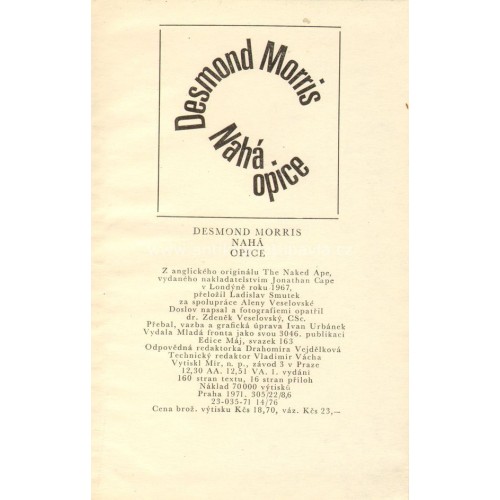 Desmond Morris
Nahá
opice
DESMOND MORRIS
NAHÁ
OPICE
Z anglického originálu The Naked Ape,
vydaného nakladatelstvím Jonathan Cape
v Londýně roku 1967,
přeložil Ladislav Smutek
za spolupráce Aleny Veselovské
Doslov napsal a fotografiemi opatřil
dr. Zdeněk Veselovský, CSc.
Přebal, vazba a grafická úprava Ivan Urbánek
Vydala Mladá fronta jako svou 3046. publikaci
Edice Máj, svazek 163
Odpovědná redaktorka Drahomíra Vejdělková
Technický redaktor Vladimír Vácha
Vytiskl Mír, n. p., závod 3 v Praze
12,30 AA. 12,51 VA. 1. vydání
160 stran textu, 16 stran příloh
Náklad 70000 výtisků
Praha 1971. 305/22/8,6
23-035-71 14/76
Cena brož. výtisku Kčs 18,70, váz. Kčs 23,—